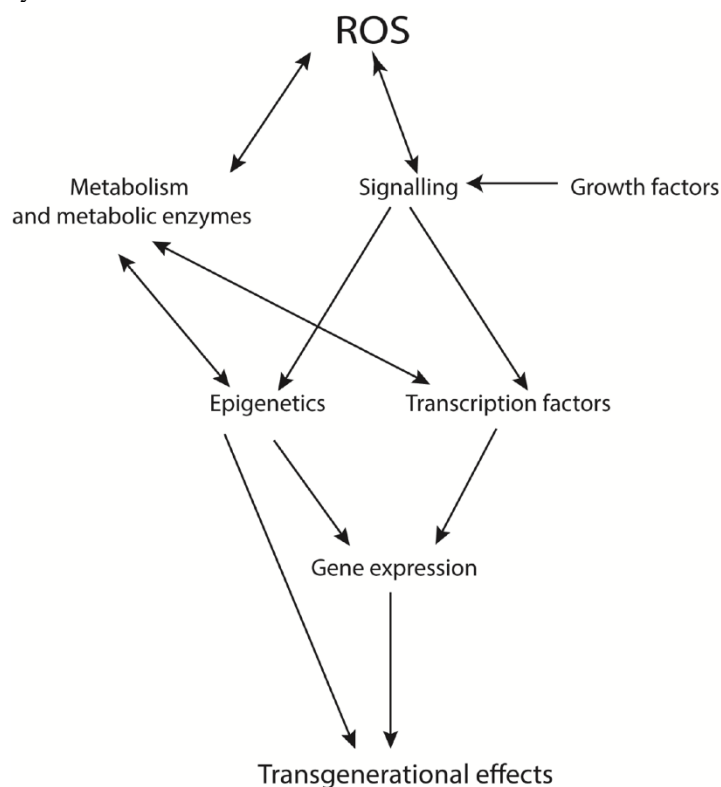 ROS
Metabolism
and metabolic enzymes
Signalling
Growth factors
Epigenetics
Transcription factors
Gene expression
Transgenerational effects